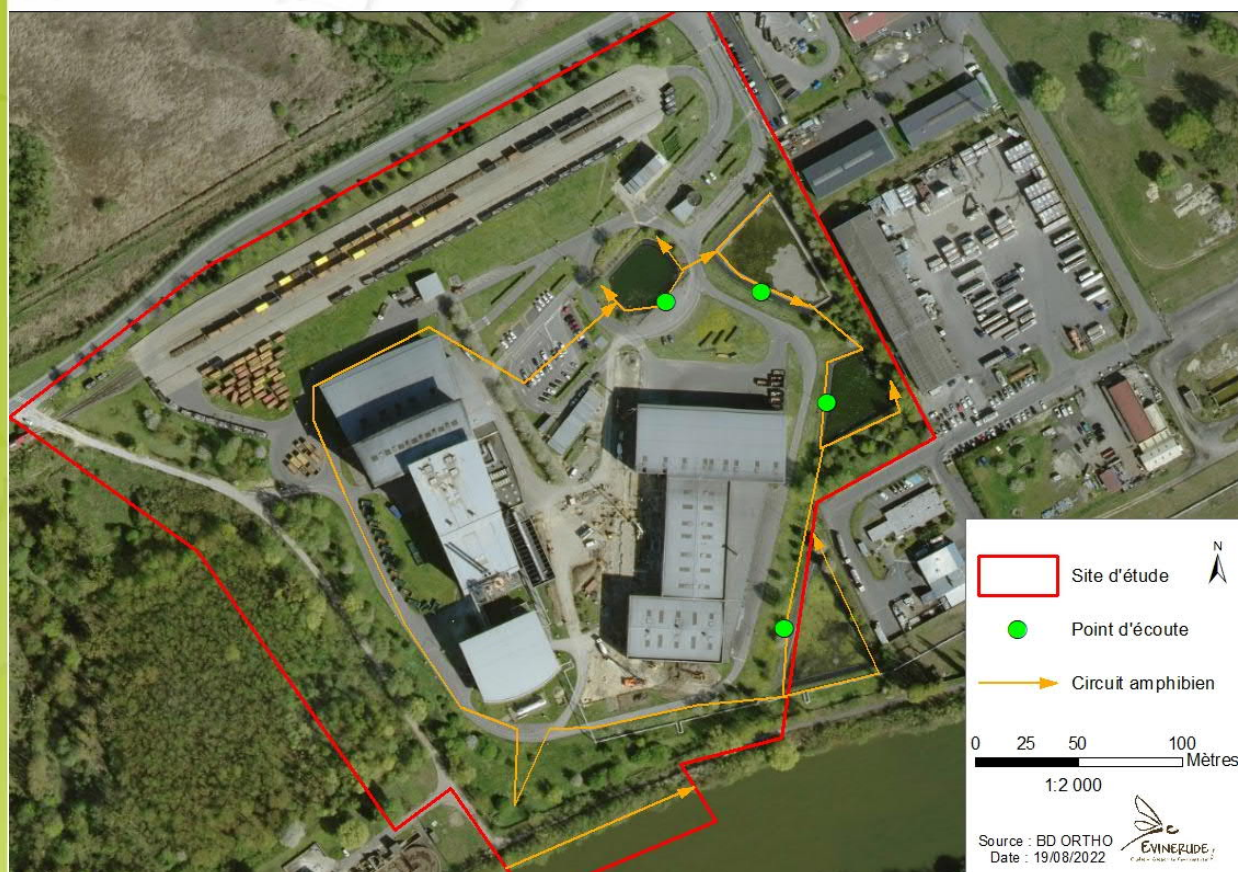 N
Site d'étude
Point d'écoute
Circuit amphibien
0 25 50 100
Mètres
1:2 000
Source : BD ORTHO
Date : 19/08/2022
EVINERUDE